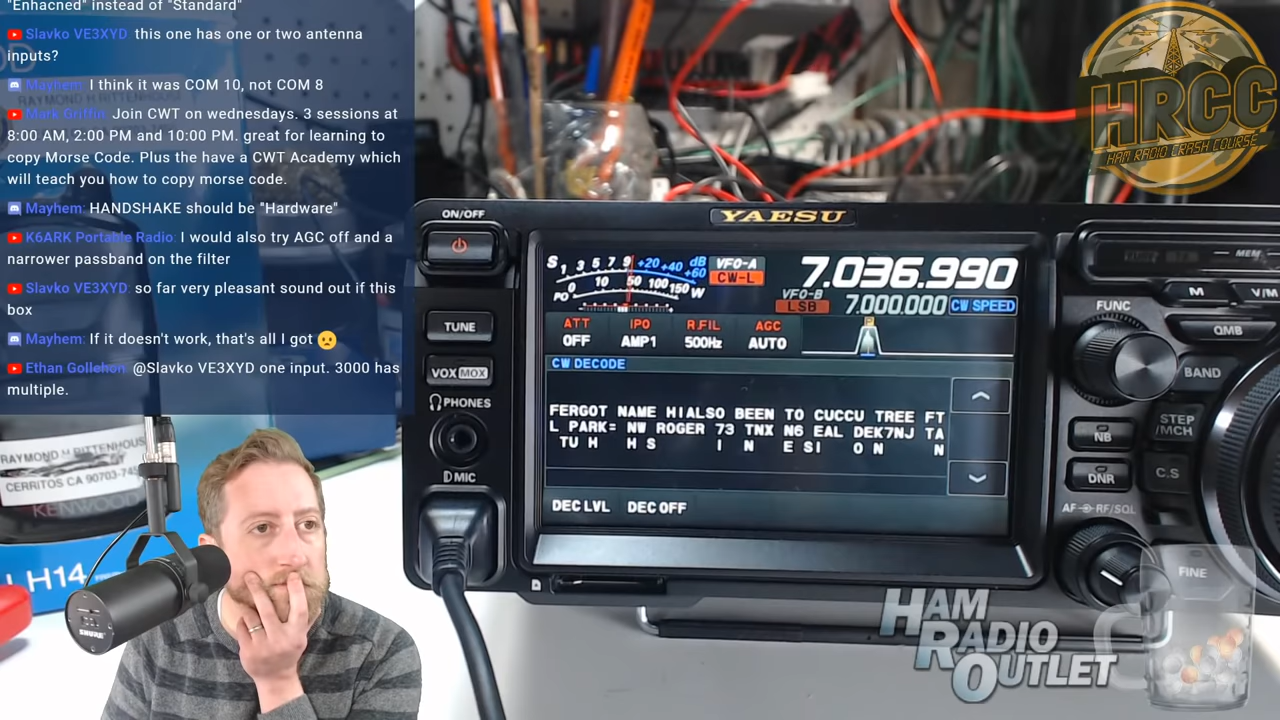 "Enhacned" instead of "Standard"
Slavko VE3XYD this one has one or two antenna
inputs?
Mayhem: I think it was COM 10, not COM 8
Mark Griffin: Join CWT on wednesdays. 3 sessions at
8:00 AM, 2:00 PM and 10:00 PM. great for learning to
copy Morse Code. Plus the have a CWT Academy which
will teach you how to copy morse code.
Mayhem: HANDSHAKE should be "Hardware"
K6ARK Portable Radio: I would also try AGC off and a
narrower passband on the filter
Slavko VE3XYD: so far very pleasant sound out if this
box
Mayhem: If it doesn't work, that's all I got
Ethan Gollehon @Slavko VE3XYD one input. 3000 has
multiple.
RAYMOND H RITTENHOUSE
RAYMOND H RITTENHOUS
CERRITOS CA 90703-745
KENWOOD
H14
SHURE
HRCC
HAM RADIO CRASH COURSE
YAESU
ON/OFF
TUNE
VOX MOX
PHONES
MIC
S 1 3 5 7 9 +20 +40 +60 dB
PO 0 10 50 100 150 W
VFO-A
CW-L
7.036.990
VFO-B
LSB
7.000.000
CW SPEED
ATT IPO R.FIL AGC
OFF AMP1 500Hz AUTO
CW DECODE
FERGOT NAME HIALSO BEEN TO CUCCU TREE FT
L PARK= NW ROGER 73 TNX N6 EAL DEK7NJ TA
TU H H S I N E SI O N N
DEC LVL DEC OFF
MEM
M
V/M
FUNC
QMB
BAND
STEP
/MCH
NB
DNR
C.S
AF RF/SQL
FINE
HAM
RADIO
OUTLET